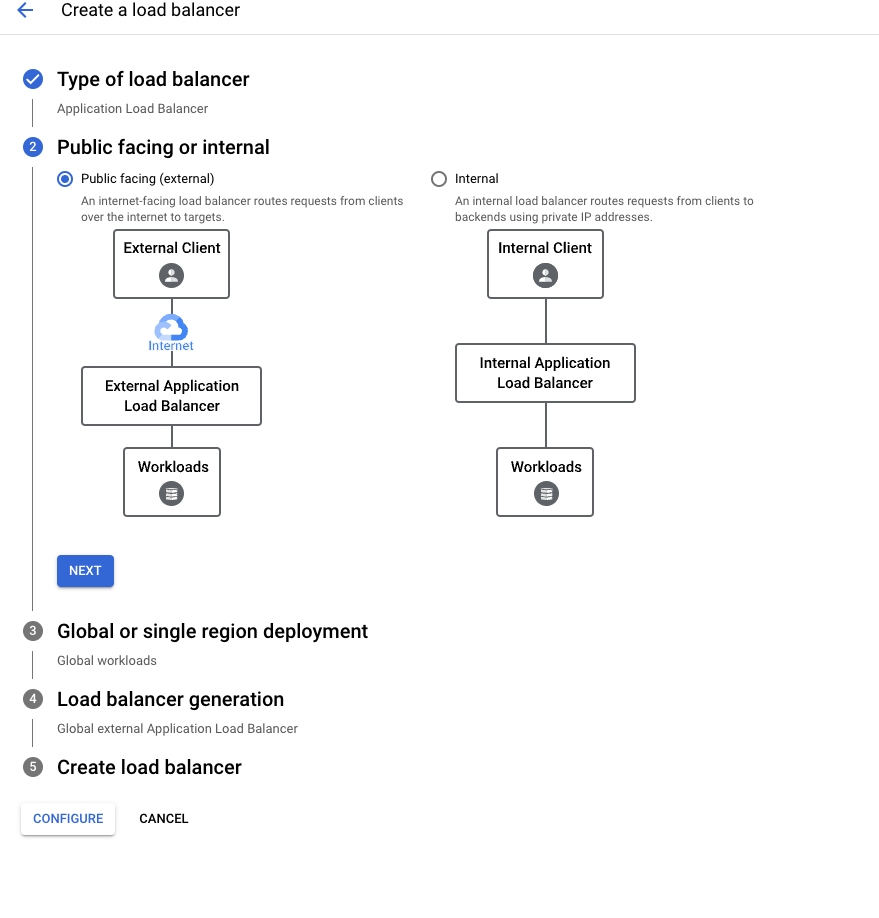 Create a load balancer
Type of load balancer
Application Load Balancer
2
Public facing or internal
Public facing (external)
An internet-facing load balancer routes requests from clients
over the internet to targets.
External Client
Internet
External Application
Load Balancer
Workloads
Internal
An internal load balancer routes requests from clients to
backends using private IP addresses.
Internal Client
Internal Application
Load Balancer
Workloads
NEXT
3
Global or single region deployment
Global workloads
4
Load balancer generation
Global external Application Load Balancer
5
Create load balancer
CONFIGURE
CANCEL